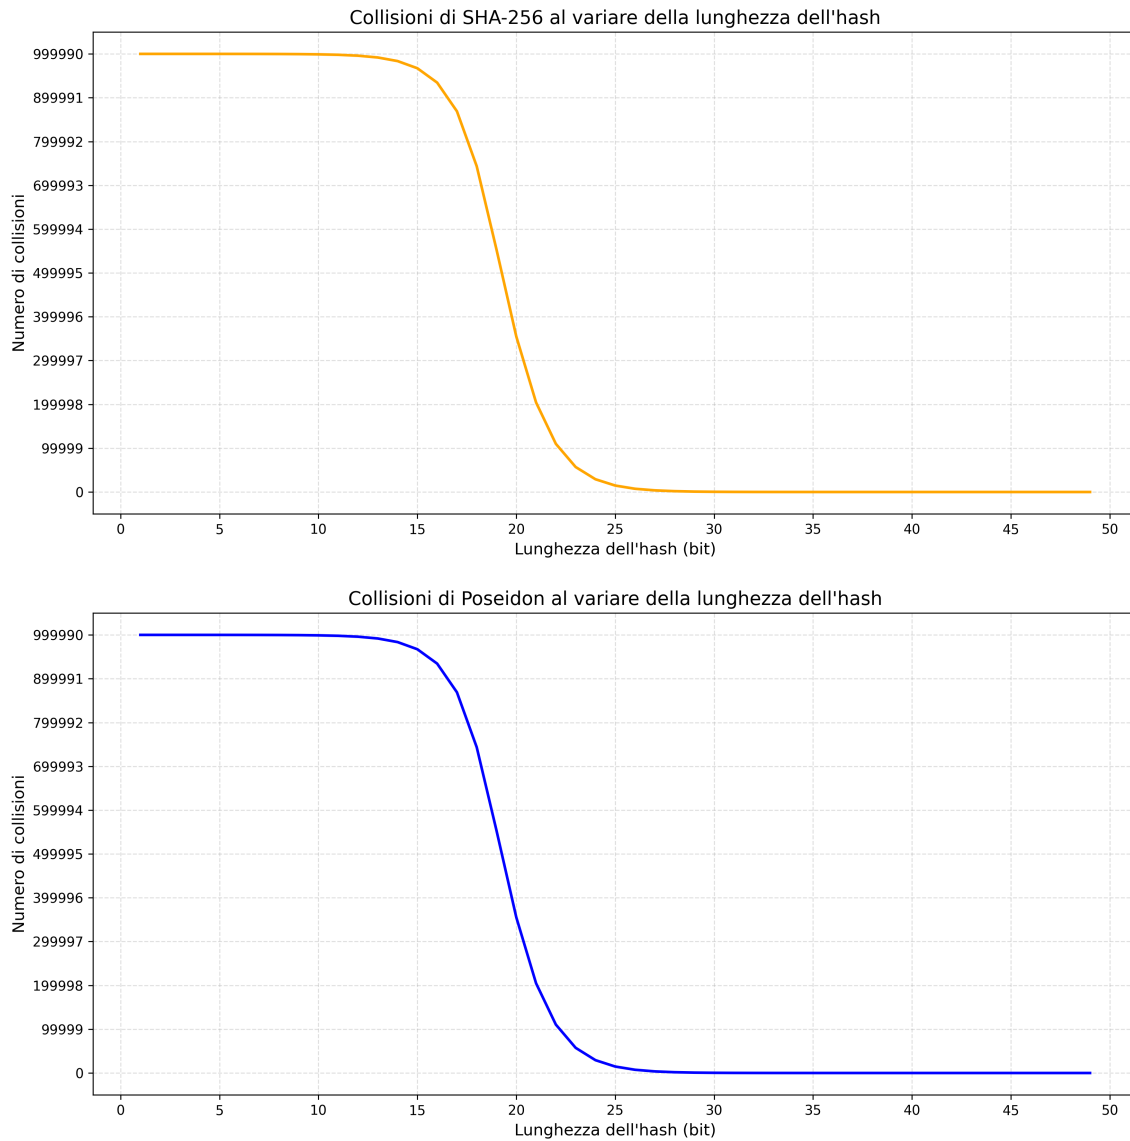 Collisioni di SHA-256 al variare della lunghezza dell'hash
Numero di collisioni
999990
899991
799992
699993
599994
499995
399996
299997
199998
99999
0
0 5 10 15 20 25 30 35 40 45 50
Lunghezza dell'hash (bit)
Collisioni di Poseidon al variare della lunghezza dell'hash
Numero di collisioni
999990
899991
799992
699993
599994
499995
399996
299997
199998
99999
0
0 5 10 15 20 25 30 35 40 45 50
Lunghezza dell'hash (bit)